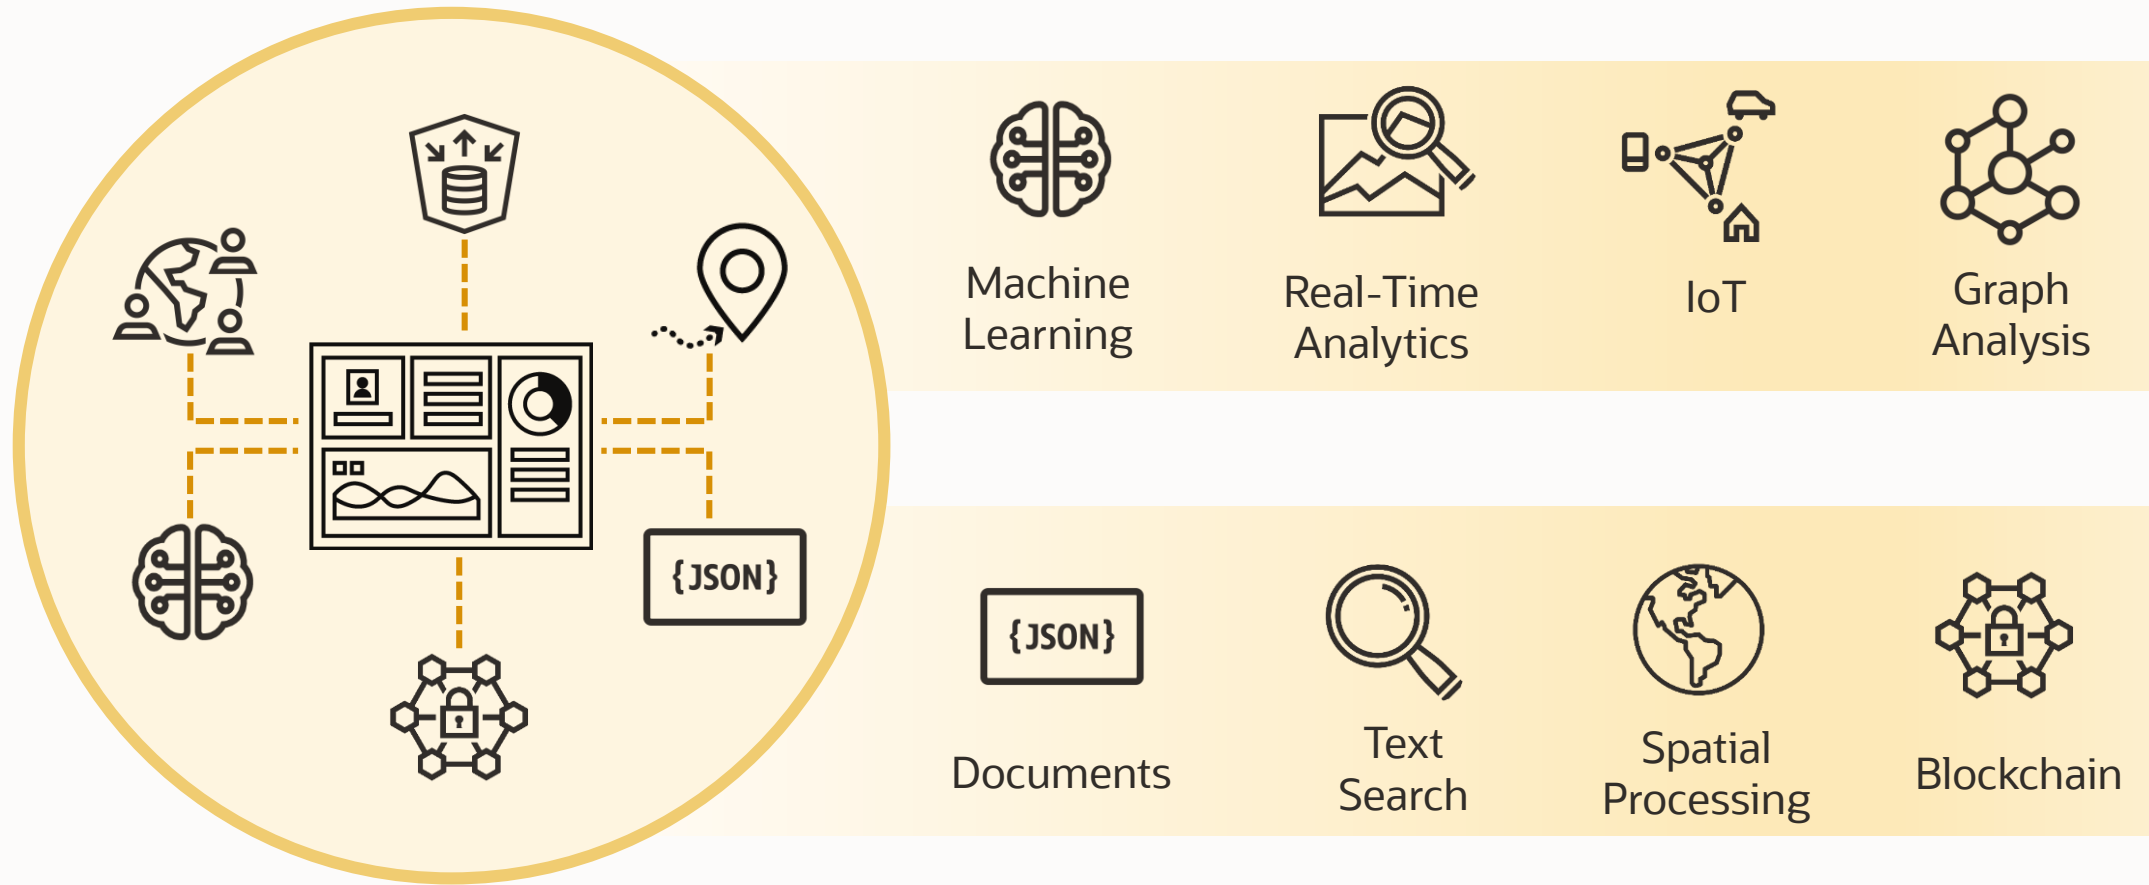 {JSON}
Machine
Learning
Real-Time
Analytics
IoT
Graph
Analysis
{JSON}
Documents
Text
Search
Spatial
Processing
Blockchain